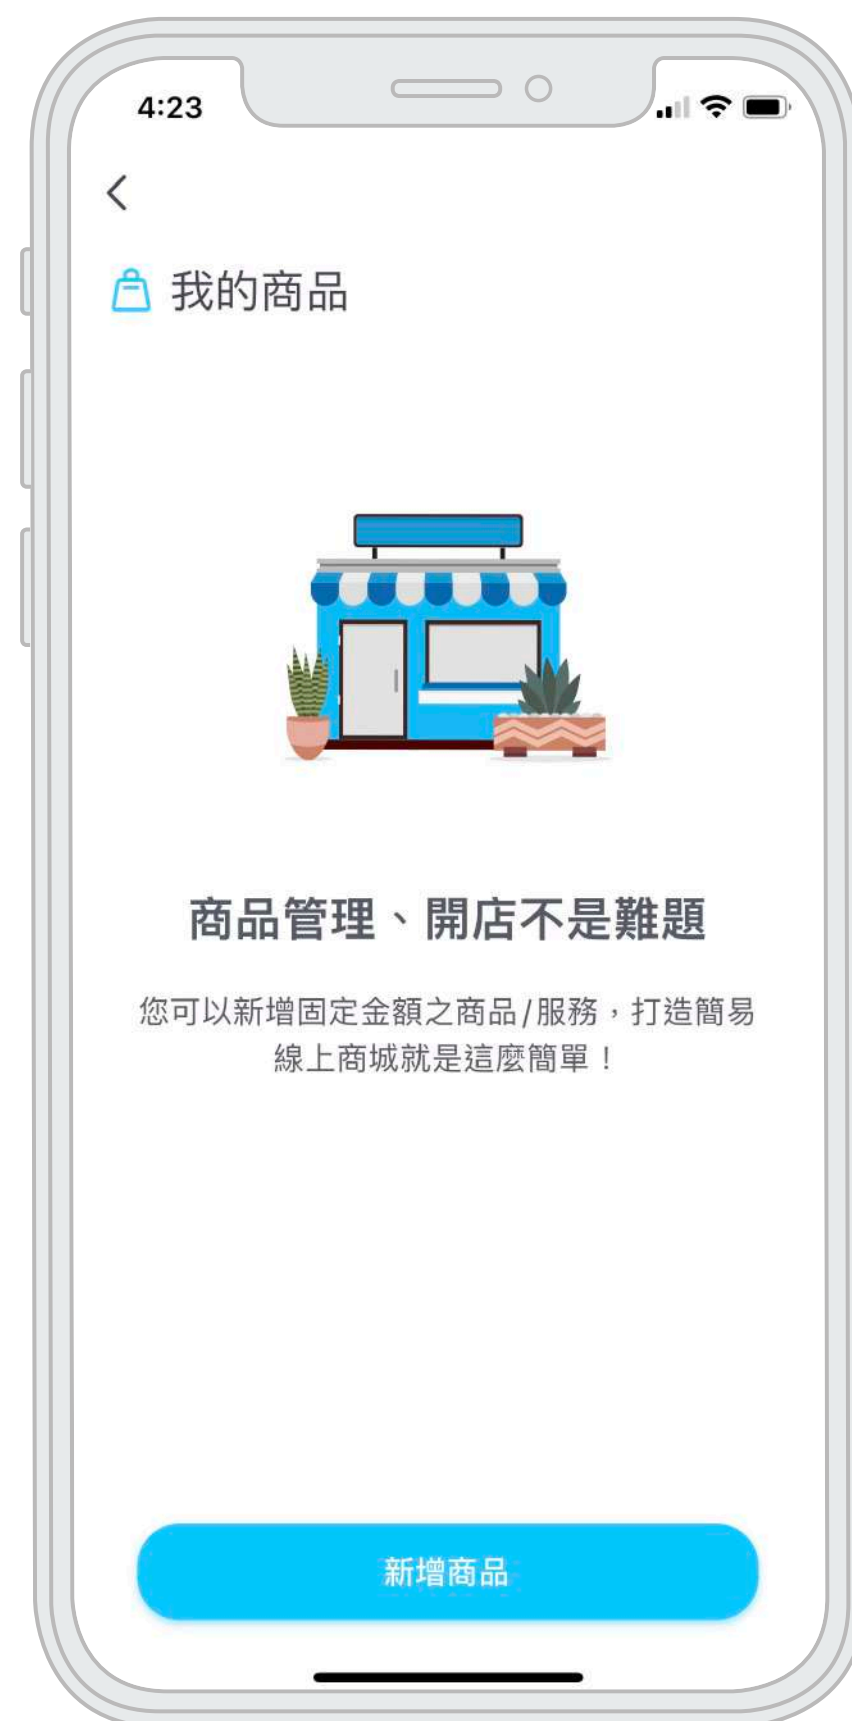 4:23
我的商品
商品管理、開店不是難題
您可以新增固定金額之商品/服務，打造簡易
線上商城就是這麼簡單！
新增商品